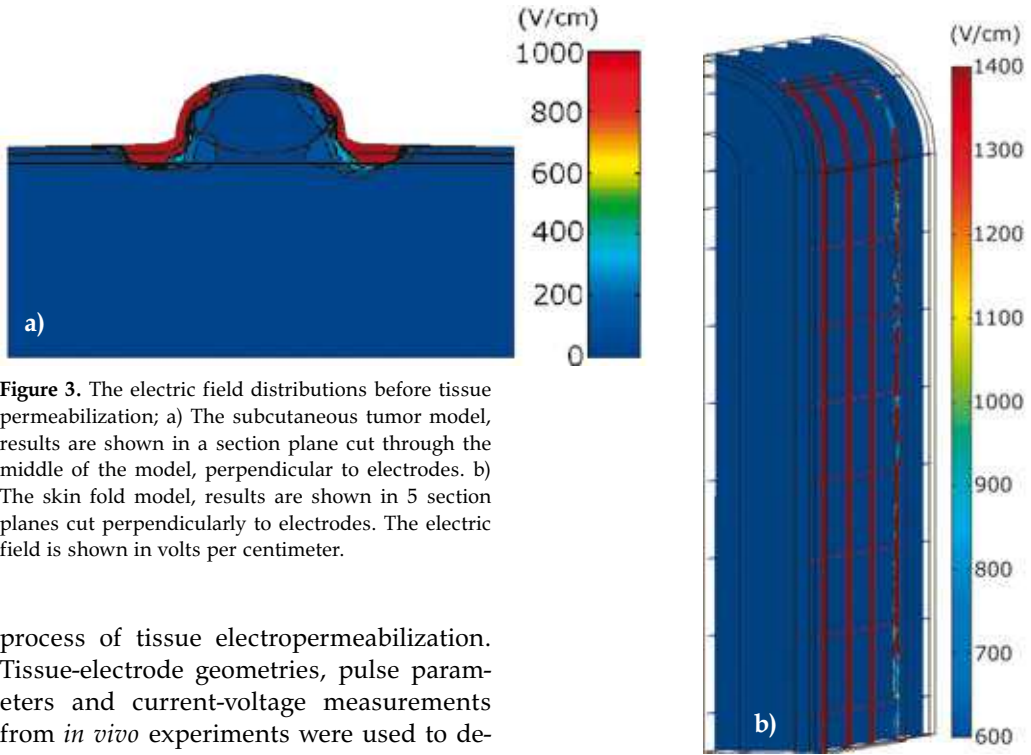 (V/cm)
1000
800
600
400
200
0
a)
Figure 3. The electric field distributions before tissue
permeabilization; a) The subcutaneous tumor model,
results are shown in a section plane cut through the
middle of the model, perpendicular to electrodes. b)
The skin fold model, results are shown in 5 section
planes cut perpendicularly to electrodes. The electric
field is shown in volts per centimeter.
process of tissue electropermeabilization.
Tissue-electrode geometries, pulse param-
eters and current-voltage measurements
from in vivo experiments were used to de-
(V/cm)
1400
1300
1200
1100
1000
900
800
700
600
b)